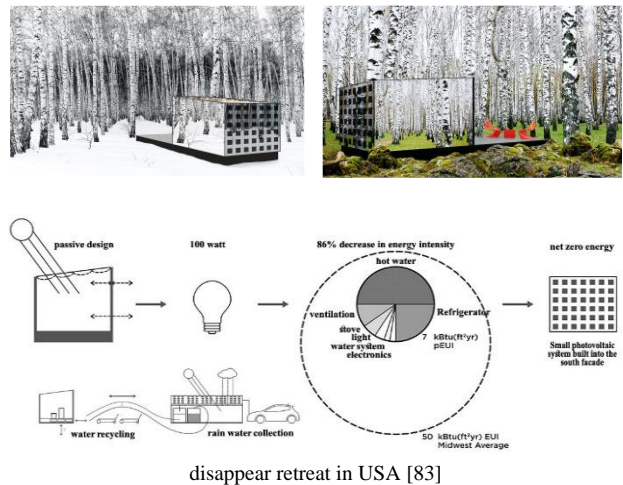 passive design
100 watt
86% decrease in energy intensity
net zero energy
hot water
ventilation
stove
light
water system
electronics
Refrigerator
7 kBtu(ft²yr)
pEUI
Small photovoltaic
system built into the
south facade
water recycling
rain water collection
50 kBtu(ft²yr) EUI
Midwest Average
disappear retreat in USA [83]